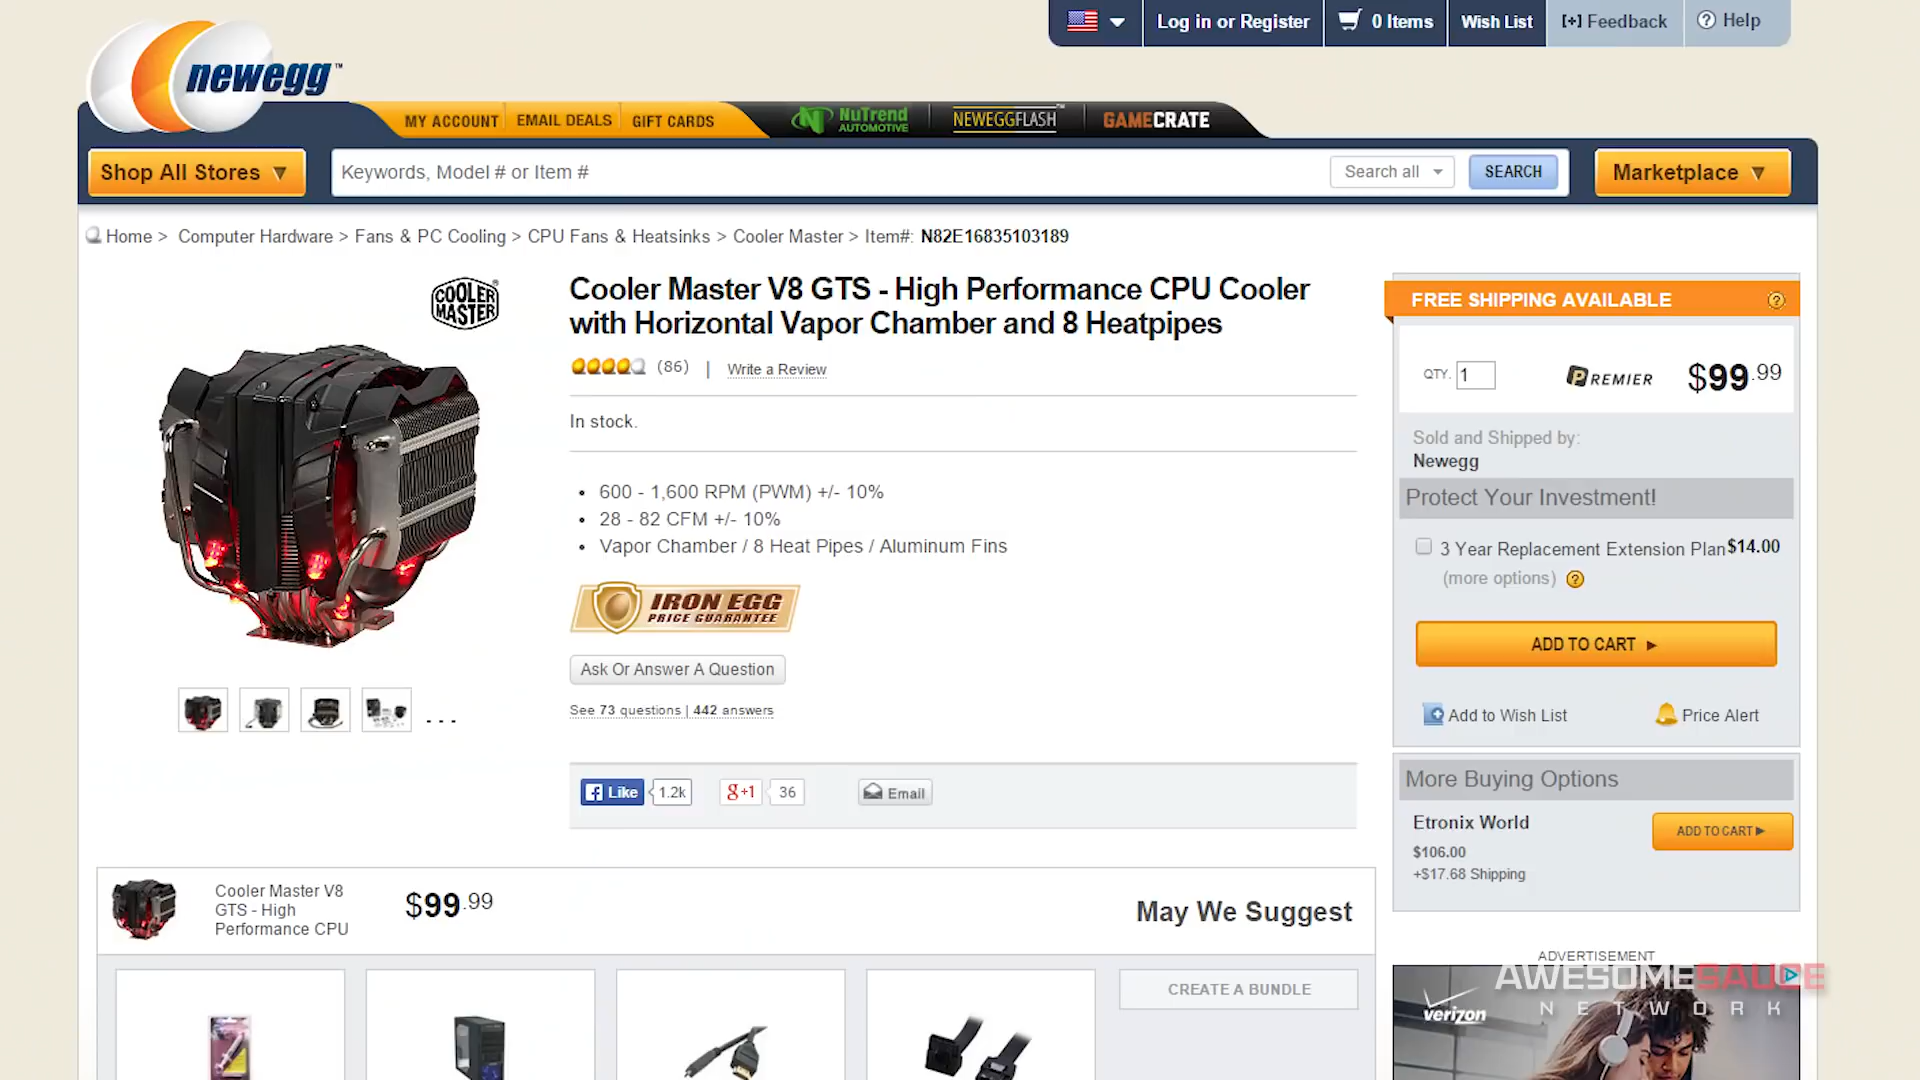 Log in or Register
0 Items
Wish List
[+] Feedback
? Help
newegg™
MY ACCOUNT
EMAIL DEALS
GIFT CARDS
NUTREND
AUTOMOTIVE
NEWEGGFLASH™
GAMECRATE
Shop All Stores ▼
Keywords, Model # or Item #
Search all
SEARCH
Marketplace ▼
Home > Computer Hardware > Fans & PC Cooling > CPU Fans & Heatsinks > Cooler Master > Item#: N82E16835103189
COOLER
MASTER
Cooler Master V8 GTS - High Performance CPU Cooler
with Horizontal Vapor Chamber and 8 Heatpipes
(86) | Write a Review
In stock.
• 600 - 1,600 RPM (PWM) +/- 10%
• 28 - 82 CFM +/- 10%
• Vapor Chamber / 8 Heat Pipes / Aluminum Fins
IRON EGG
PRICE GUARANTEE
Ask Or Answer A Question
See 73 questions | 442 answers
...
Like 1.2k
g+1 36
Email
FREE SHIPPING AVAILABLE ?
QTY. 1
PREMIER
$99.99
Sold and Shipped by:
Newegg
Protect Your Investment!
3 Year Replacement Extension Plan $14.00
(more options) ?
ADD TO CART ►
Add to Wish List
Price Alert
More Buying Options
Etronix World
ADD TO CART ►
$106.00
+$17.68 Shipping
Cooler Master V8
GTS - High
Performance CPU
$99.99
May We Suggest
CREATE A BUNDLE
ADVERTISEMENT
AWESOMESAUCE
NETWORK
verizon